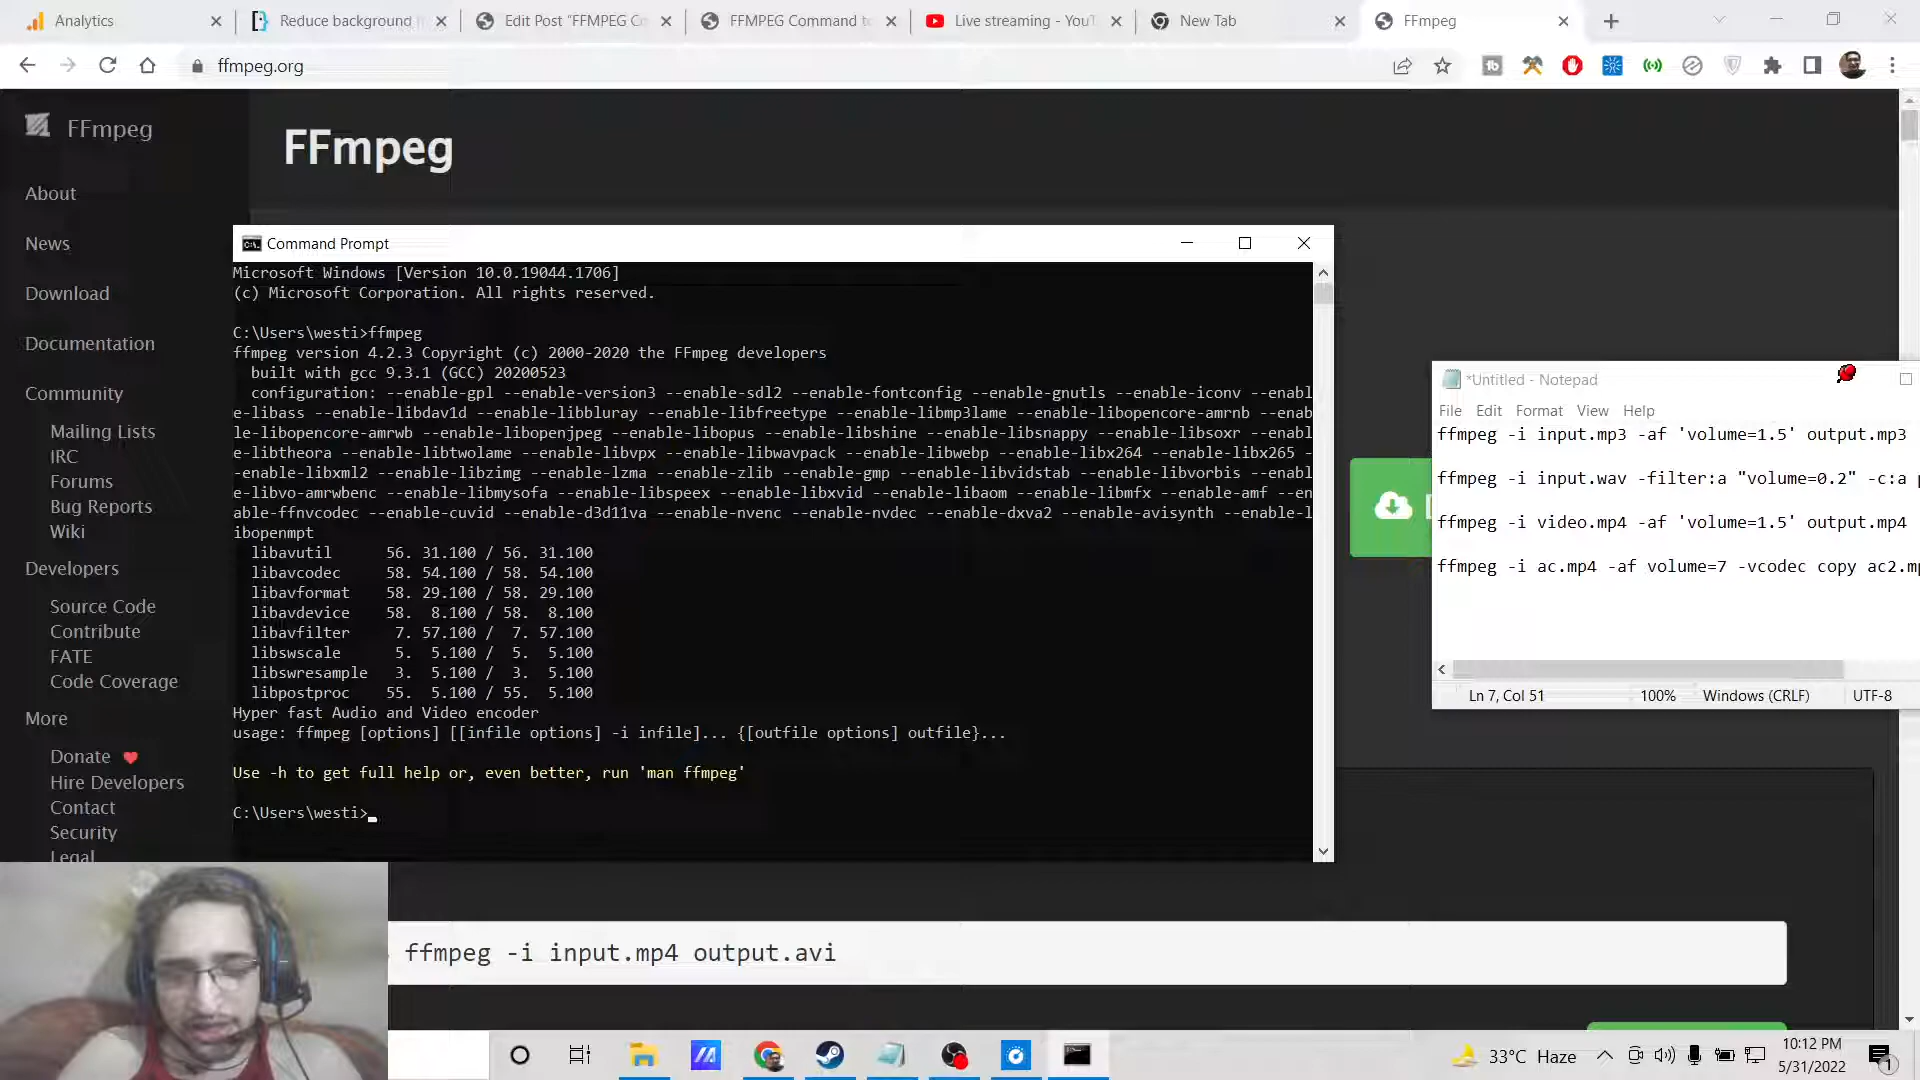 Analytics
Reduce background
Edit Post "FFMPEG Co
FFMPEG Command to
Live streaming - YouT
New Tab
FFmpeg
ffmpeg.org
FFmpeg
FFmpeg
About
News
Download
Documentation
Community
Mailing Lists
IRC
Forums
Bug Reports
Wiki
Developers
Source Code
Contribute
FATE
Code Coverage
More
Donate
Hire Developers
Contact
Security
Legal
Command Prompt
Microsoft Windows [Version 10.0.19044.1706]
(c) Microsoft Corporation. All rights reserved.
C:\Users\westi>ffmpeg
ffmpeg version 4.2.3 Copyright (c) 2000-2020 the FFmpeg developers
built with gcc 9.3.1 (GCC) 20200523
configuration: --enable-gpl --enable-version3 --enable-sdl2 --enable-fontconfig --enable-gnutls --enable-iconv --enabl
e-libass --enable-libdav1d --enable-libbluray --enable-libfreetype --enable-libmp3lame --enable-libopencore-amrnb --enab
le-libopencore-amrwb --enable-libopenjpeg --enable-libopus --enable-libshine --enable-libsnappy --enable-libsoxr --enabl
e-libtheora --enable-libtwolame --enable-libvpx --enable-libwavpack --enable-libwebp --enable-libx264 --enable-libx265 -
-enable-libxml2 --enable-libzimg --enable-lzma --enable-zlib --enable-gmp --enable-libvidstab --enable-libvorbis --enabl
e-libvo-amrwbenc --enable-libmysofa --enable-libspeex --enable-libxvid --enable-libaom --enable-libmfx --enable-amf --en
able-ffnvcodec --enable-cuvid --enable-d3d11va --enable-nvenc --enable-nvdec --enable-dxva2 --enable-avisynth --enable-l
ibopenmpt
libavutil 56. 31.100 / 56. 31.100
libavcodec 58. 54.100 / 58. 54.100
libavformat 58. 29.100 / 58. 29.100
libavdevice 58. 8.100 / 58. 8.100
libavfilter 7. 57.100 / 7. 57.100
libswscale 5. 5.100 / 5. 5.100
libswresample 3. 5.100 / 3. 5.100
libpostproc 55. 5.100 / 55. 5.100
Hyper fast Audio and Video encoder
usage: ffmpeg [options] [[infile options] -i infile]... {[outfile options] outfile}...
Use -h to get full help or, even better, run 'man ffmpeg'
C:\Users\westi>
*Untitled - Notepad
File Edit Format View Help
ffmpeg -i input.mp3 -af 'volume=1.5' output.mp3
ffmpeg -i input.wav -filter:a "volume=0.2" -c:a p
ffmpeg -i video.mp4 -af 'volume=1.5' output.mp4
ffmpeg -i ac.mp4 -af volume=7 -vcodec copy ac2.mp
Ln 7, Col 51 100% Windows (CRLF) UTF-8
ffmpeg -i input.mp4 output.avi
33°C Haze
10:12 PM
5/31/2022
1